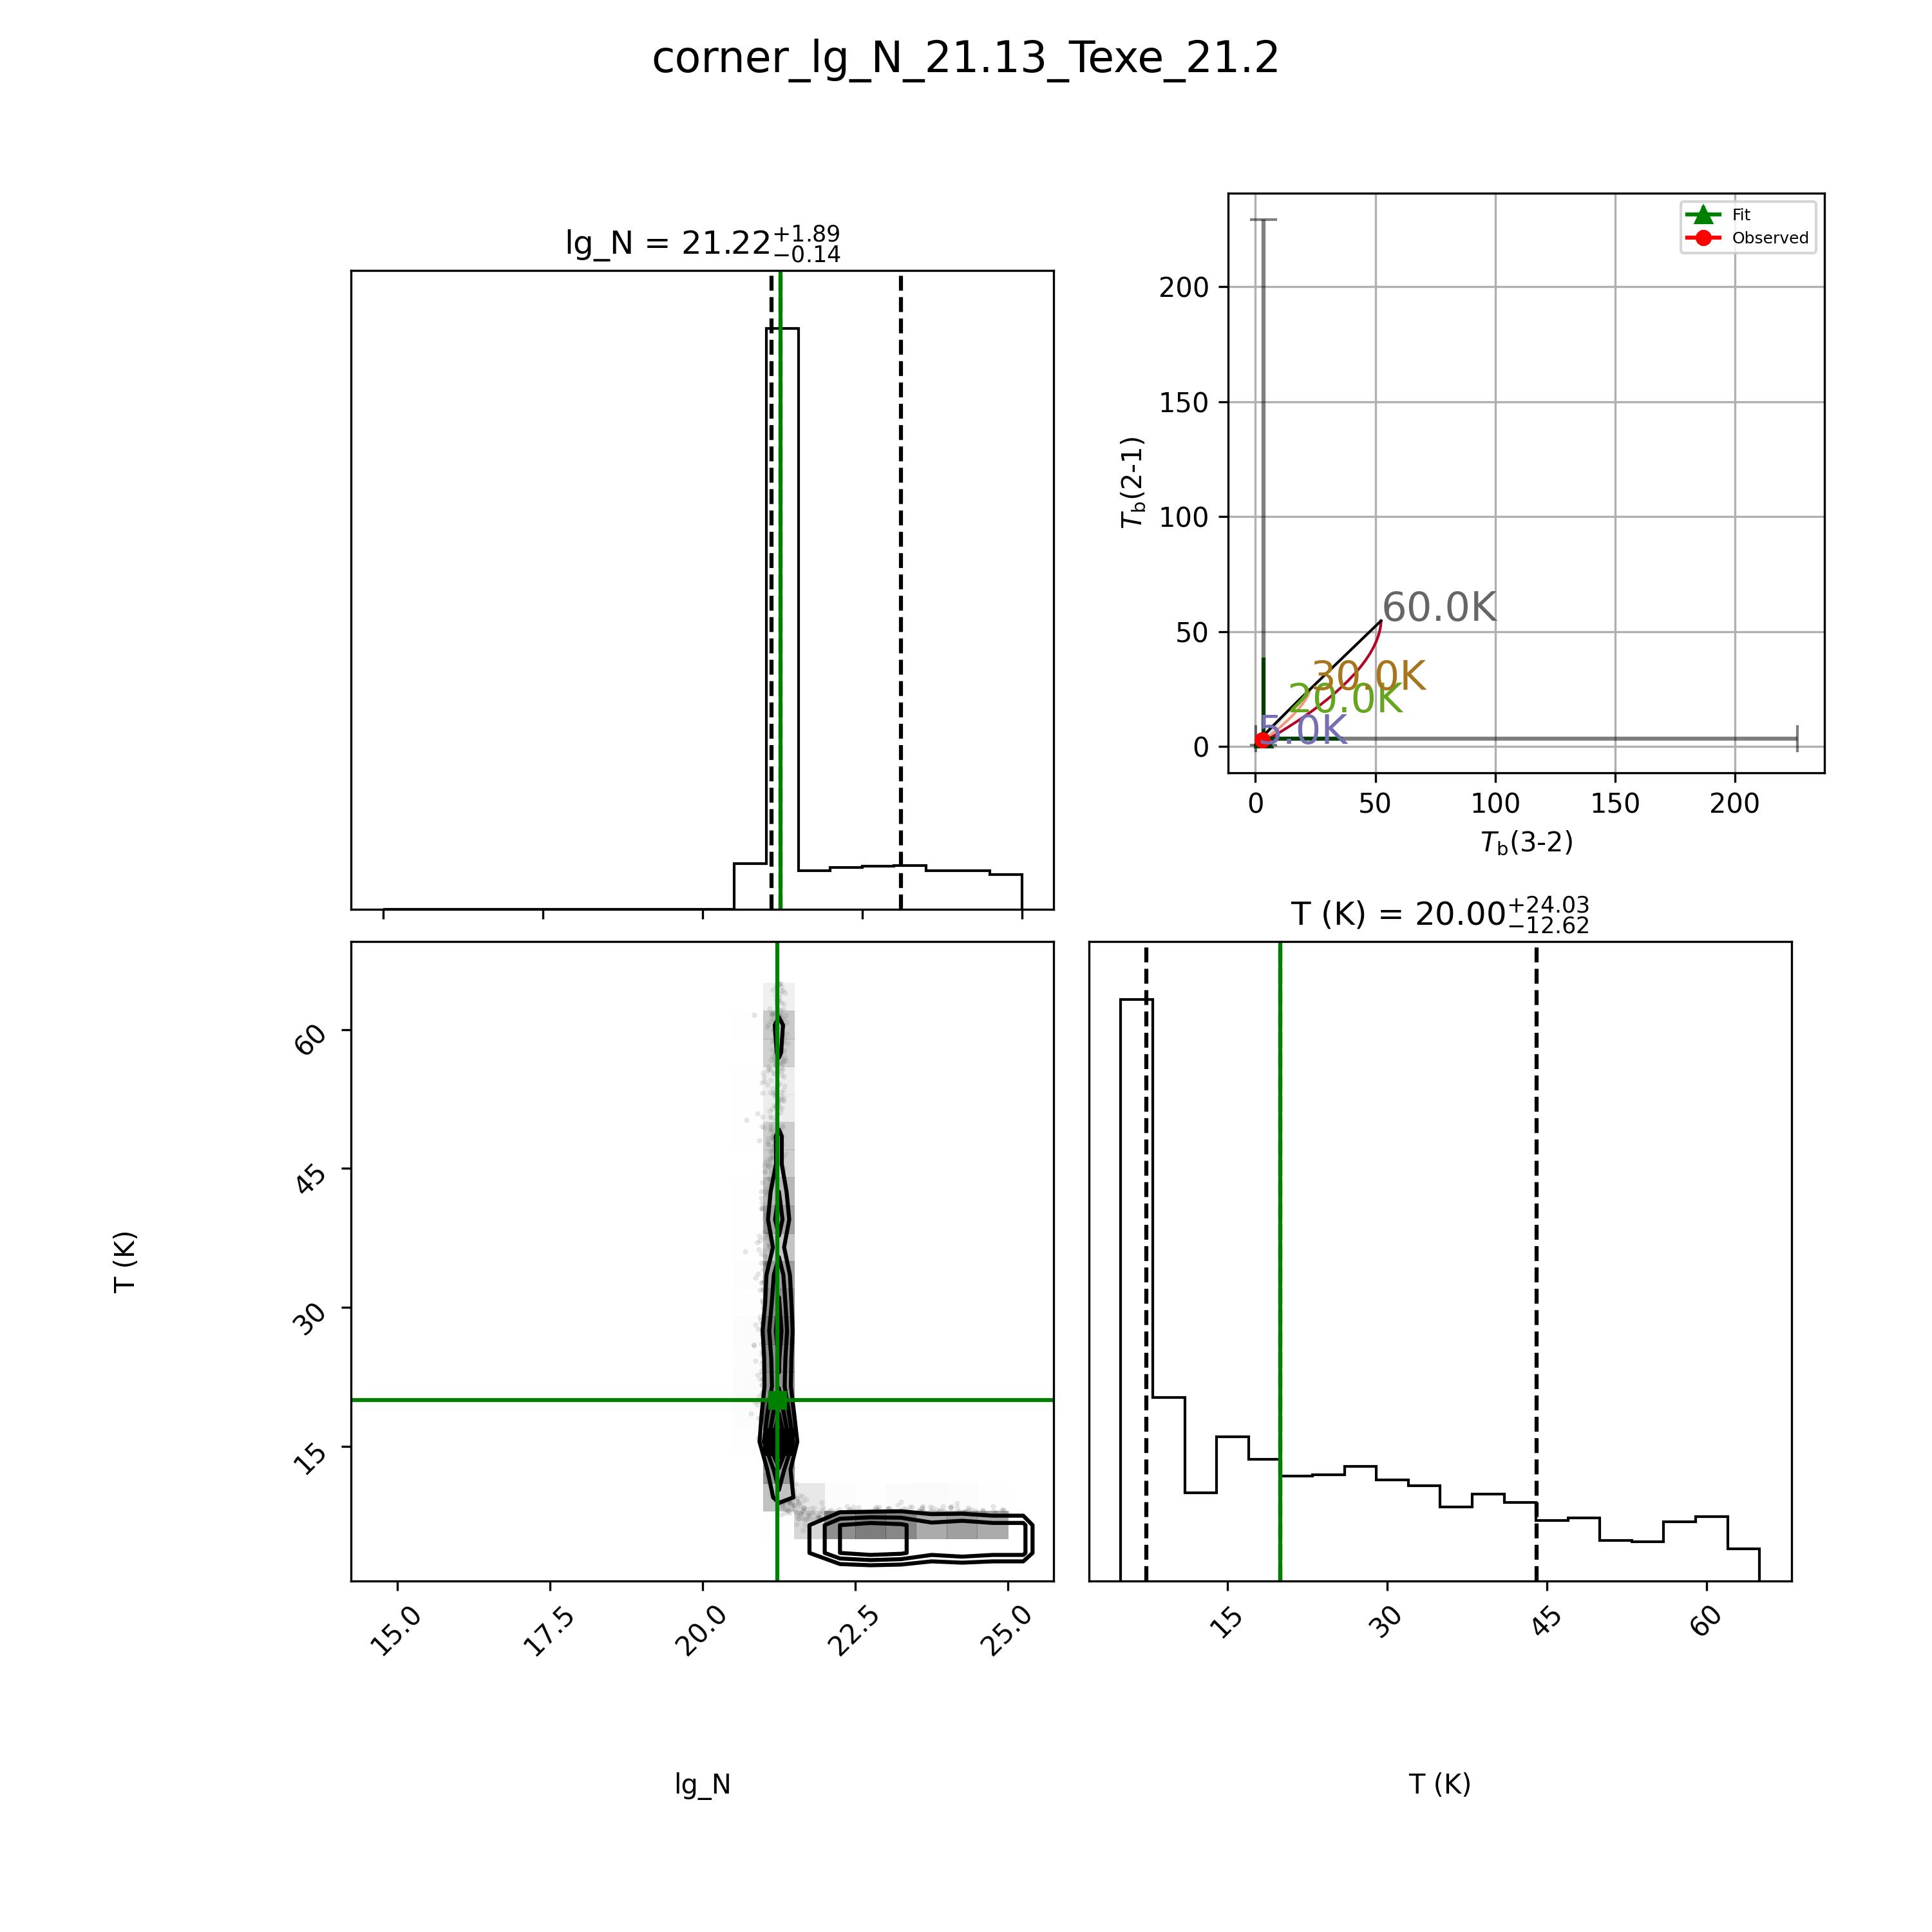 corner_lg_N_21.13_Texe_21.2
lg_N = 21.22+1.89−0.14
Fit
Observed
200
150
100
50
0
Tb(2-1)
60.0K
30.0K
20.0K
5.0K
0 50 100 150 200
Tb(3-2)
T (K) = 20.00+24.03−12.62
60
45
30
15
T (K)
15.0 17.5 20.0 22.5 25.0
15 30 45 60
lg_N
T (K)